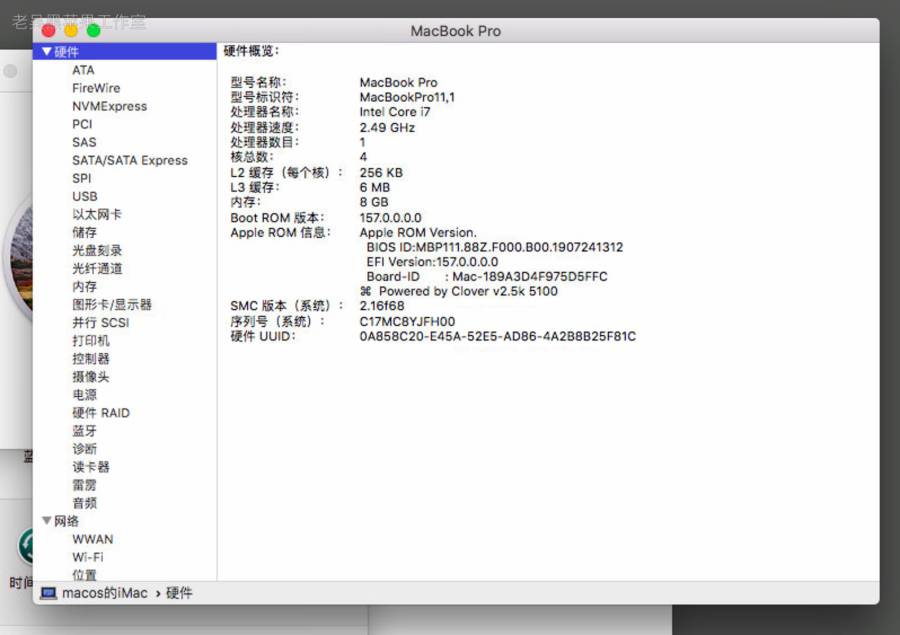 老吴黑苹果工作室
MacBook Pro
▼硬件
ATA
FireWire
NVMExpress
PCI
SAS
SATA/SATA Express
SPI
USB
以太网卡
储存
光盘刻录
光纤通道
内存
图形卡/显示器
并行 SCSI
打印机
控制器
摄像头
电源
硬件 RAID
蓝牙
诊断
读卡器
雷雳
音频
▼网络
WWAN
Wi-Fi
位置
硬件概览：
型号名称： MacBook Pro
型号标识符： MacBookPro11,1
处理器名称： Intel Core i7
处理器速度： 2.49 GHz
处理器数目： 1
核总数： 4
L2 缓存（每个核）： 256 KB
L3 缓存： 6 MB
内存： 8 GB
Boot ROM 版本： 157.0.0.0.0
Apple ROM 信息： Apple ROM Version.
BIOS ID:MBP111.88Z.F000.B00.1907241312
EFI Version:157.0.0.0.0
Board-ID : Mac-189A3D4F975D5FFC
⌘ Powered by Clover v2.5k 5100
SMC 版本（系统）： 2.16f68
序列号（系统）： C17MC8YJFH00
硬件 UUID： 0A858C20-E45A-52E5-AD86-4A2B8B25F81C
时间
macos的iMac › 硬件